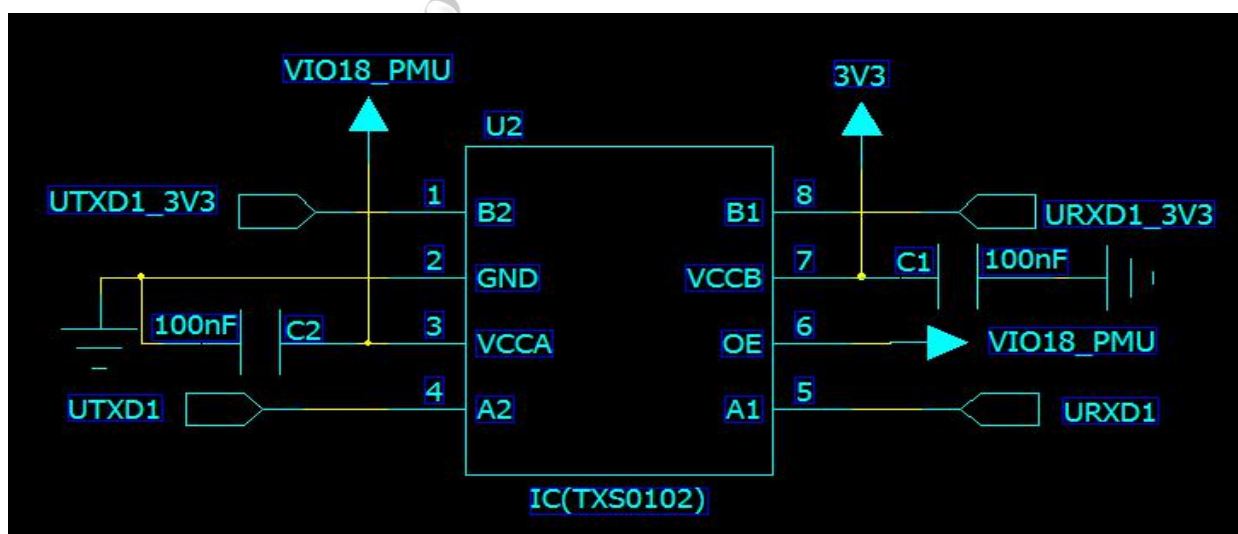 VIO18_PMU
3V3
U2
UTXD1_3V3
1
B2
B1
8
URXD1_3V3
2
GND
VCCB
7
C1
100nF
100nF
C2
3
VCCA
OE
6
VIO18_PMU
UTXD1
4
A2
A1
5
URXD1
IC(TXS0102)